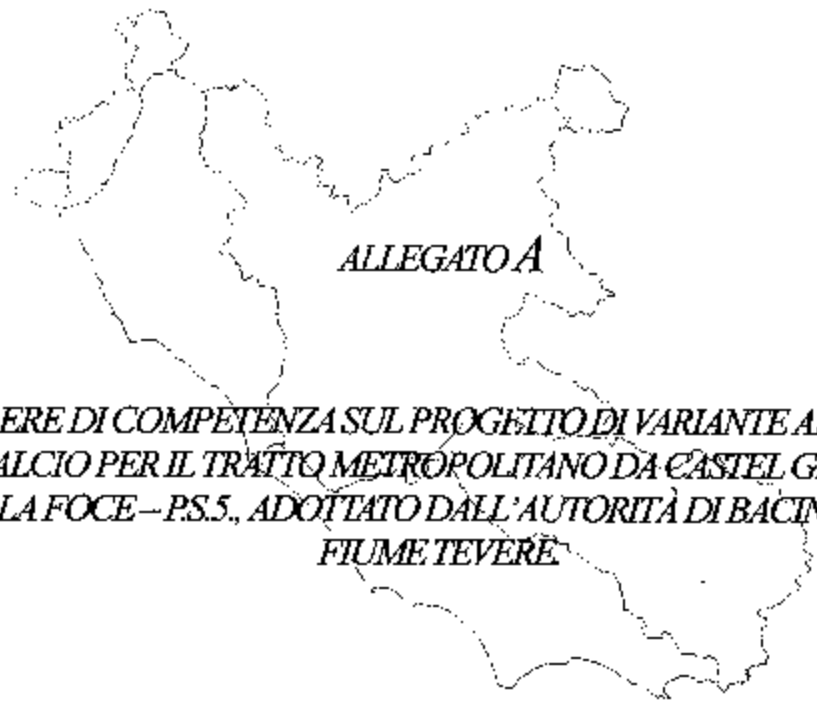 ALLEGATO A
ERE DI COMPETENZA SUL PROGETTO DI VARIANTE A
ALCIO PER IL TRATTO METROPOLITANO DA CASTEL G
LA FOCE – P.S.5., ADOTTATO DALL'AUTORITÀ DI BACIN
FIUME TEVERE.